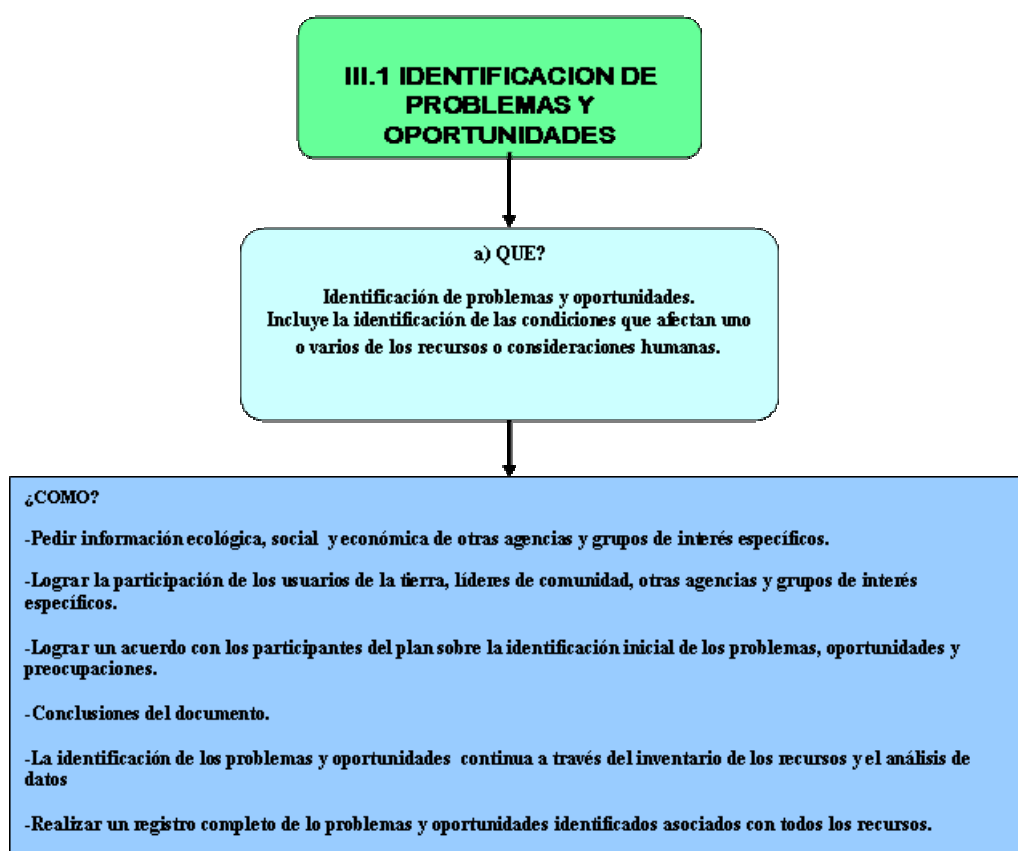 III.1 IDENTIFICACION DE
PROBLEMAS Y
OPORTUNIDADES
a) QUE?
Identificación de problemas y oportunidades.
Incluye la identificación de las condiciones que afectan uno
o varios de los recursos o consideraciones humanas.
¿COMO?
-Pedir información ecológica, social y económica de otras agencias y grupos de interés específicos.
-Lograr la participación de los usuarios de la tierra, líderes de comunidad, otras agencias y grupos de interés
específicos.
-Lograr un acuerdo con los participantes del plan sobre la identificación inicial de los problemas, oportunidades y
preocupaciones.
-Conclusiones del documento.
-La identificación de los problemas y oportunidades continua a través del inventario de los recursos y el análisis de
datos
-Realizar un registro completo de lo problemas y oportunidades identificados asociados con todos los recursos.